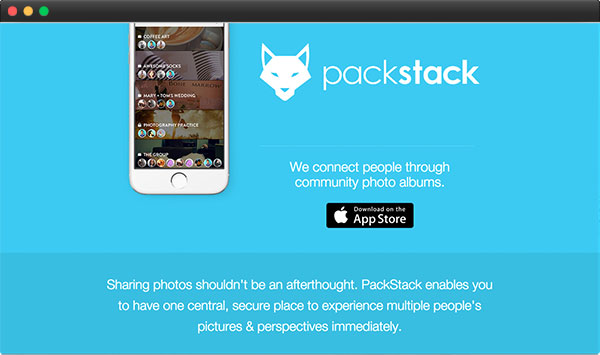 COFFEE ART
AWESOME SOCKS
MARY + TOM'S WEDDING
PHOTOGRAPHY PRACTICE
THE GROUP
packstack
We connect people through
community photo albums.
Download on the
App Store
Sharing photos shouldn't be an afterthought. PackStack enables you
to have one central, secure place to experience multiple people's
pictures & perspectives immediately.